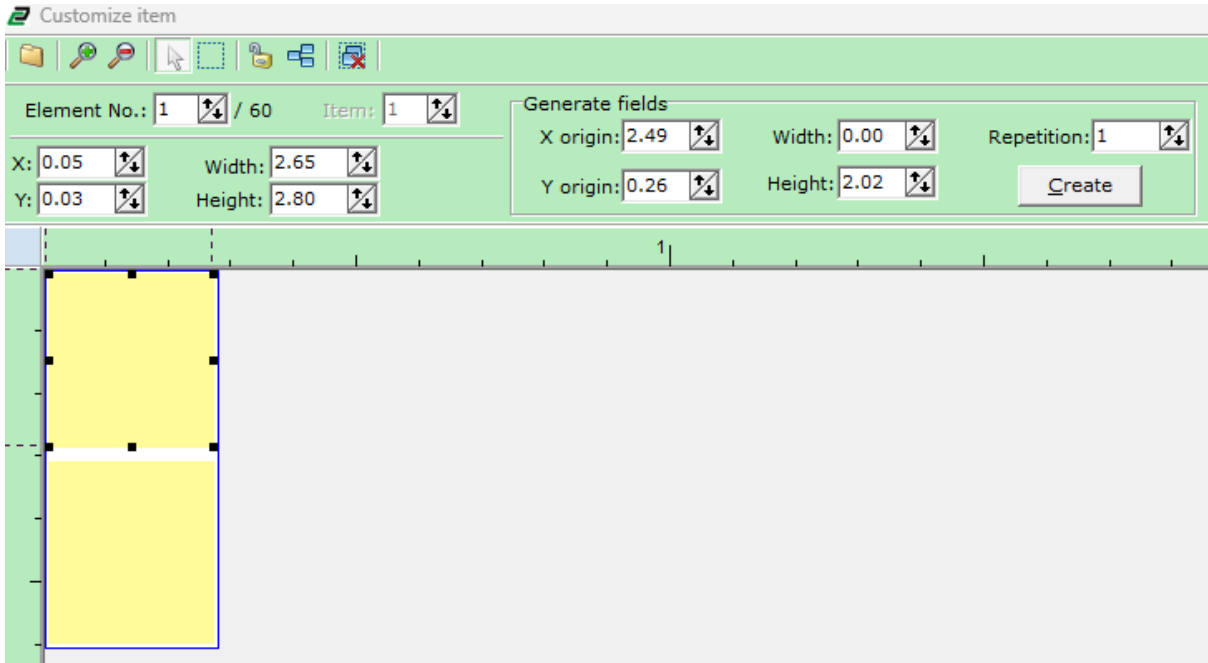 Customize item
Element No.: 1 / 60 Item: 1
X: 0.05 Width: 2.65
Y: 0.03 Height: 2.80
Generate fields
X origin: 2.49 Width: 0.00 Repetition: 1
Y origin: 0.26 Height: 2.02 Create
1